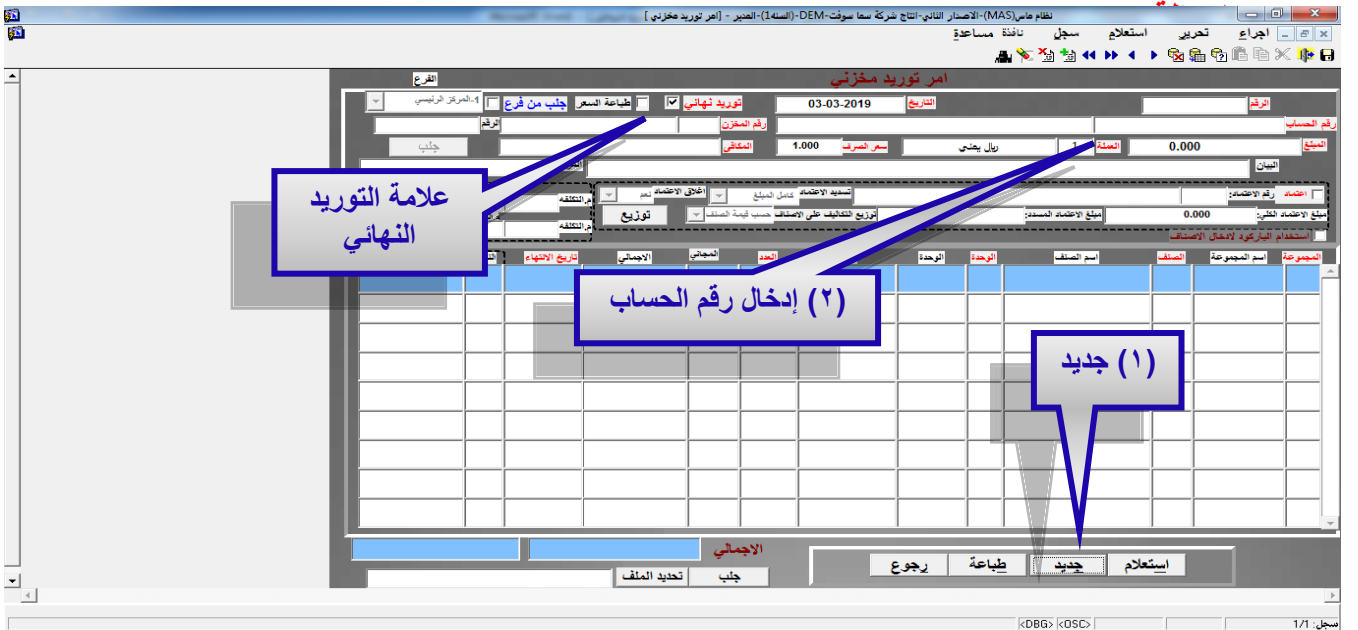 نظام ماس(MAS)-الاصدار الثاني-انتاج شركة سما سوفت-DEM-(السنه1)-المدير - [امر توريد مخزني ]
اجراء تحرير استعلام سجل نافذة مساعدة
امر توريد مخزني
الفرع
الرقم التاريخ 03-03-2019 توريد نهائي طباعة السعر جلب من فرع 1-المركز الرئيسي
رقم الحساب رقم المخزن الرقم
المبلغ 0.000 العملة 1 ريال يمني سعر الصرف 1.000 المكافئ جلب
البيان
اعتماد رقم الاعتماد: تسديد الاعتماد كامل المبلغ اغلاق الاعتماد نعم م.التكلفه
مبلغ الاعتماد الكلي: 0.000 مبلغ الاعتماد المسدد: توزيع التكاليف على الاصناف حسب قيمة الصنف توزيع م.التكلفه
استخدام الباركود لادخال الاصناف
المجموعة اسم المجموعة الصنف اسم الصنف الوحدة الوحدة العدد المجاني الاجمالي تاريخ الانتهاء
علامة التوريد
النهائي
(٢) إدخال رقم الحساب
(١) جديد
الاجمالي
استعلام جديد طباعة رجوع
جلب تحديد الملف
سجل: 1/1 <OSC> <DBG>